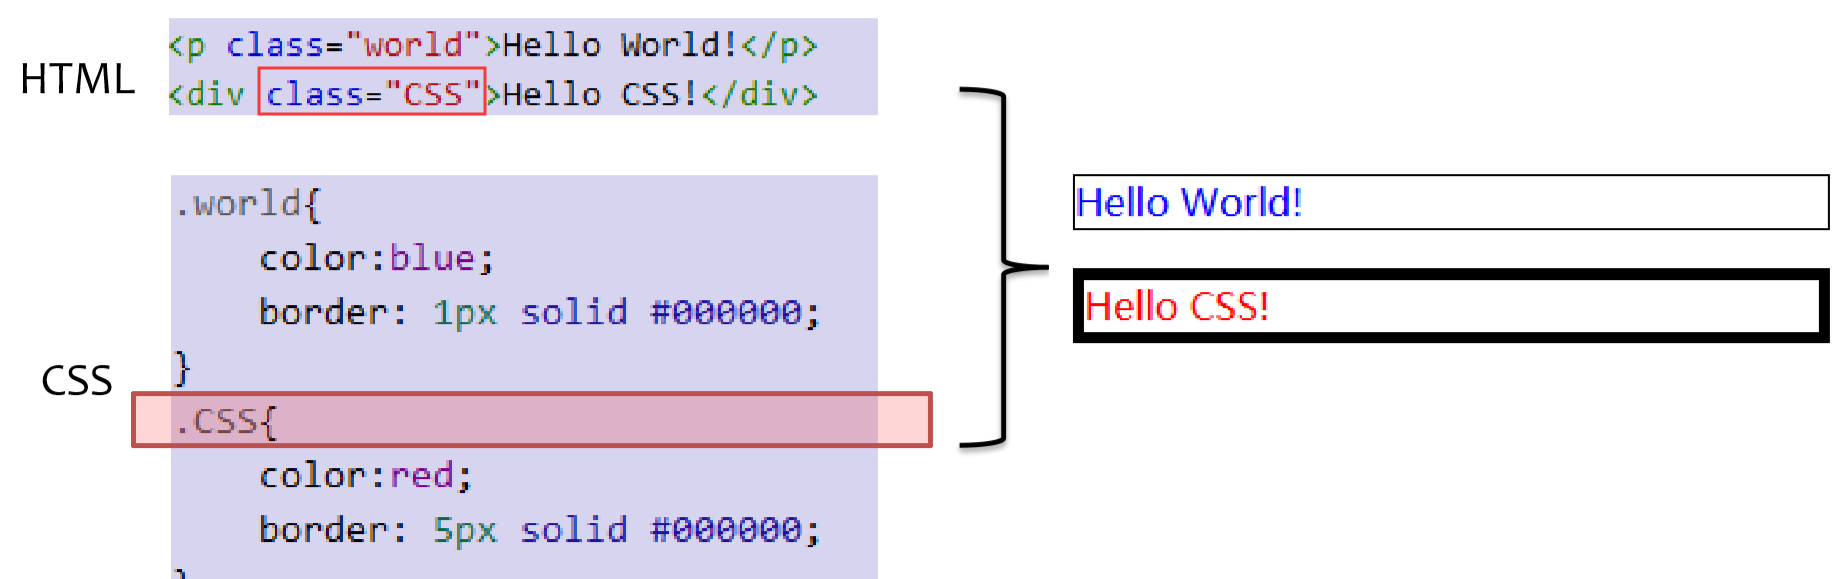 HTML
<p class="world">Hello World!</p>
<div class="CSS">Hello CSS!</div>
CSS
.world{
color:blue;
border: 1px solid #000000;
}
.CSS{
color:red;
border: 5px solid #000000;
}
Hello World!
Hello CSS!